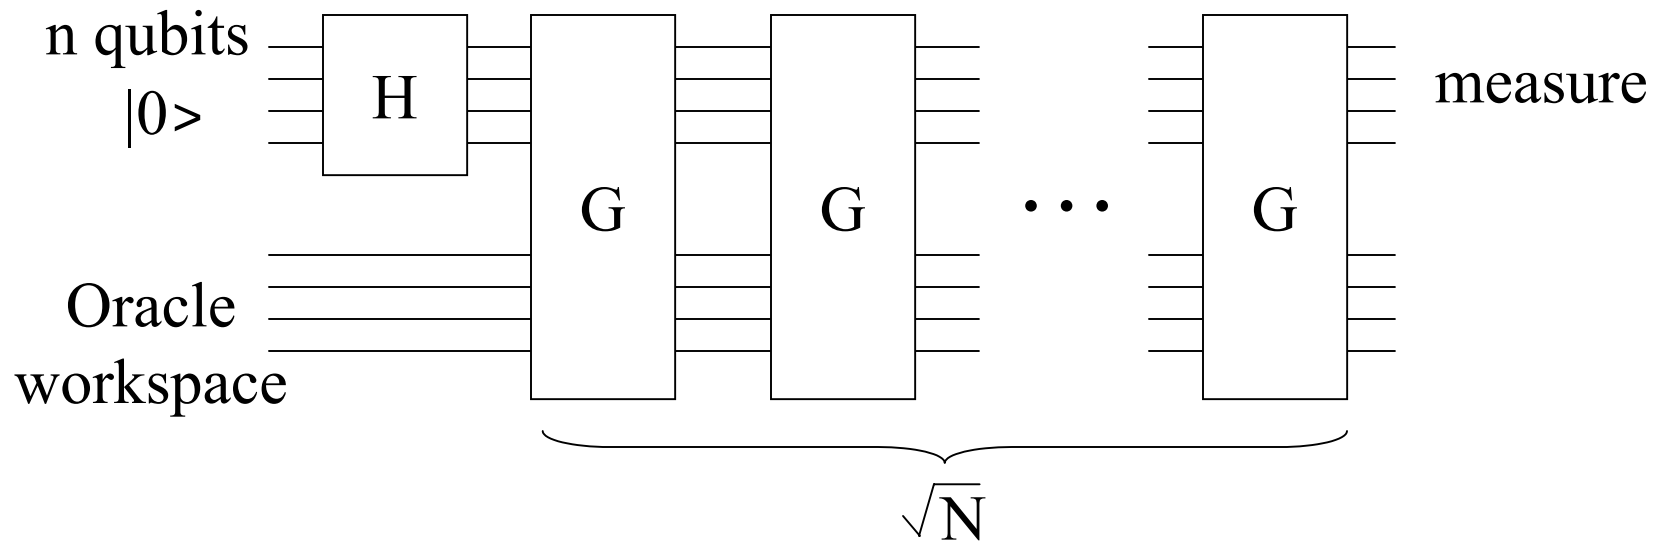 n qubits
|0>
H
G
G
...
G
measure
Oracle
workspace
√N